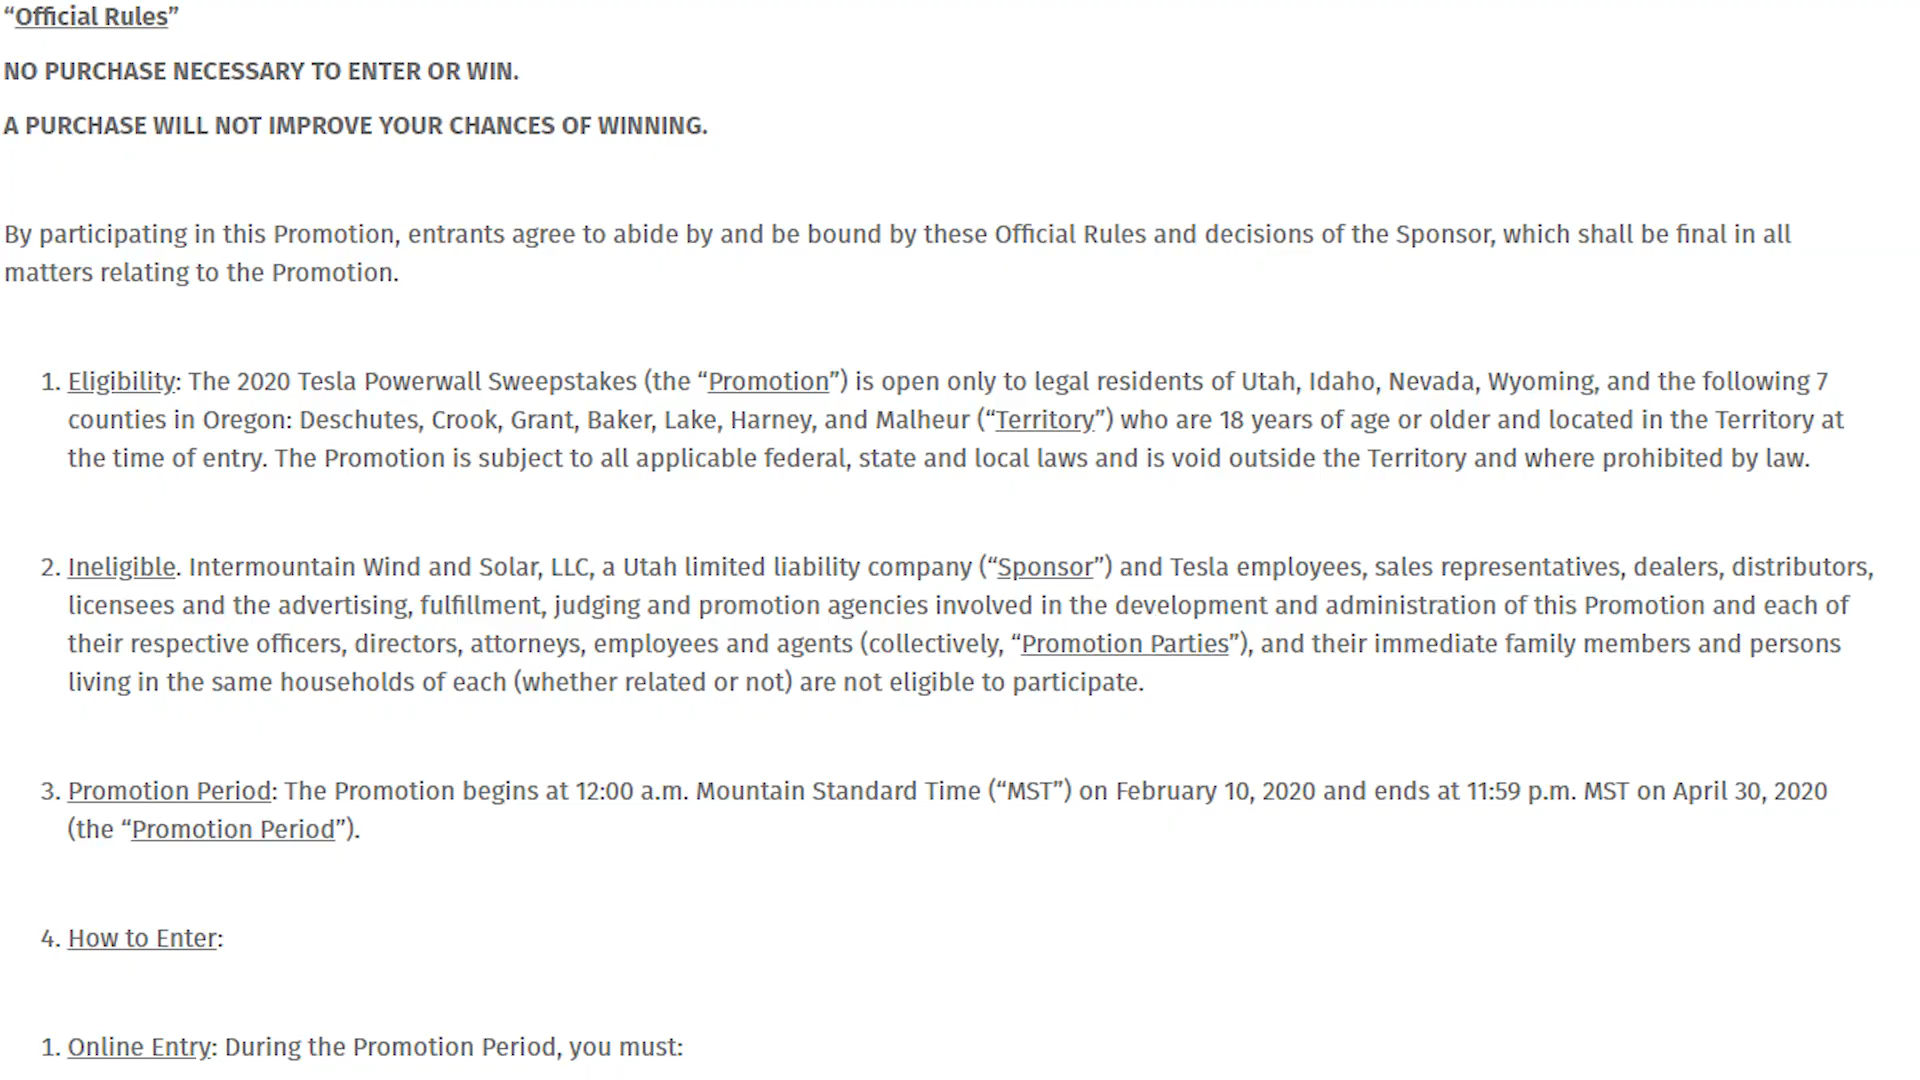 “Official Rules”
NO PURCHASE NECESSARY TO ENTER OR WIN.
A PURCHASE WILL NOT IMPROVE YOUR CHANCES OF WINNING.
By participating in this Promotion, entrants agree to abide by and be bound by these Official Rules and decisions of the Sponsor, which shall be final in all
matters relating to the Promotion.
1. Eligibility: The 2020 Tesla Powerwall Sweepstakes (the “Promotion”) is open only to legal residents of Utah, Idaho, Nevada, Wyoming, and the following 7
counties in Oregon: Deschutes, Crook, Grant, Baker, Lake, Harney, and Malheur (“Territory”) who are 18 years of age or older and located in the Territory at
the time of entry. The Promotion is subject to all applicable federal, state and local laws and is void outside the Territory and where prohibited by law.
2. Ineligible. Intermountain Wind and Solar, LLC, a Utah limited liability company (“Sponsor”) and Tesla employees, sales representatives, dealers, distributors,
licensees and the advertising, fulfillment, judging and promotion agencies involved in the development and administration of this Promotion and each of
their respective officers, directors, attorneys, employees and agents (collectively, “Promotion Parties”), and their immediate family members and persons
living in the same households of each (whether related or not) are not eligible to participate.
3. Promotion Period: The Promotion begins at 12:00 a.m. Mountain Standard Time (“MST”) on February 10, 2020 and ends at 11:59 p.m. MST on April 30, 2020
(the “Promotion Period”).
4. How to Enter:
1. Online Entry: During the Promotion Period, you must: